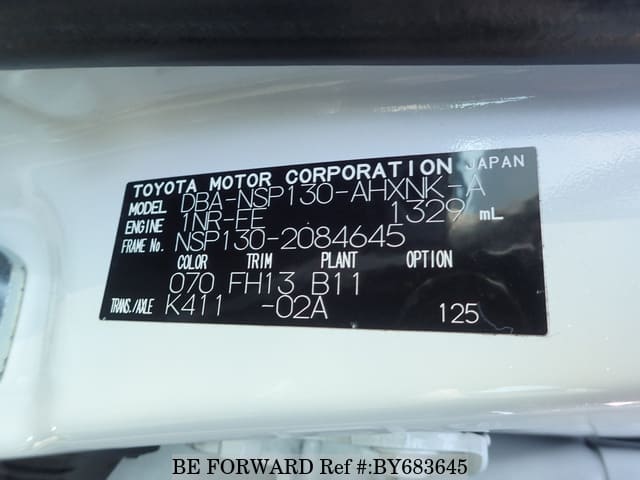 TOYOTA MOTOR CORPORATION JAPAN
MODEL DBA-NSP130-AHXNK-A
ENGINE 1NR-FE 1329 mL
FRAME No. NSP130-2084645
COLOR TRIM PLANT OPTION
070 FH13 B11
TRANS./AXLE K411 -02A 125
BE FORWARD Ref #:BY683645